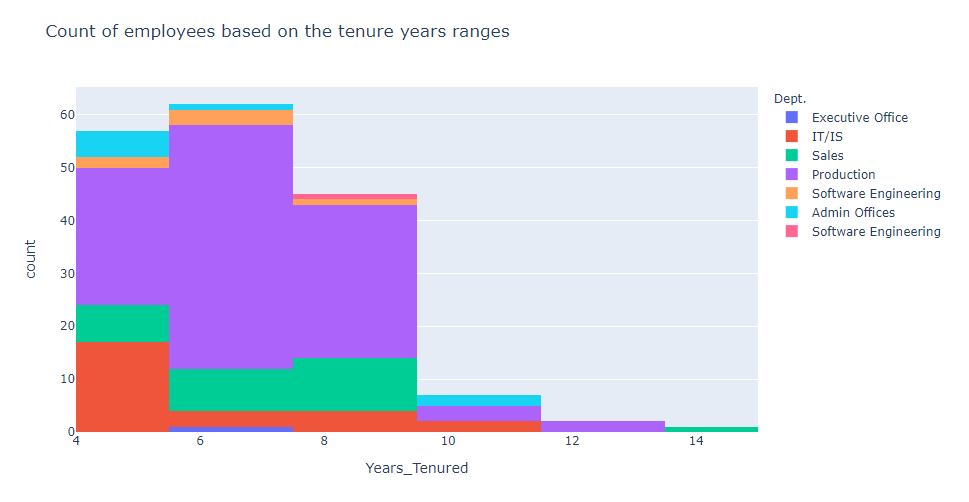 Count of employees based on the tenure years ranges
Dept.
Executive Office
IT/IS
Sales
Production
Software Engineering
Admin Offices
Software Engineering
count
60
50
40
30
20
10
0
4
6
8
10
12
14
Years_Tenured